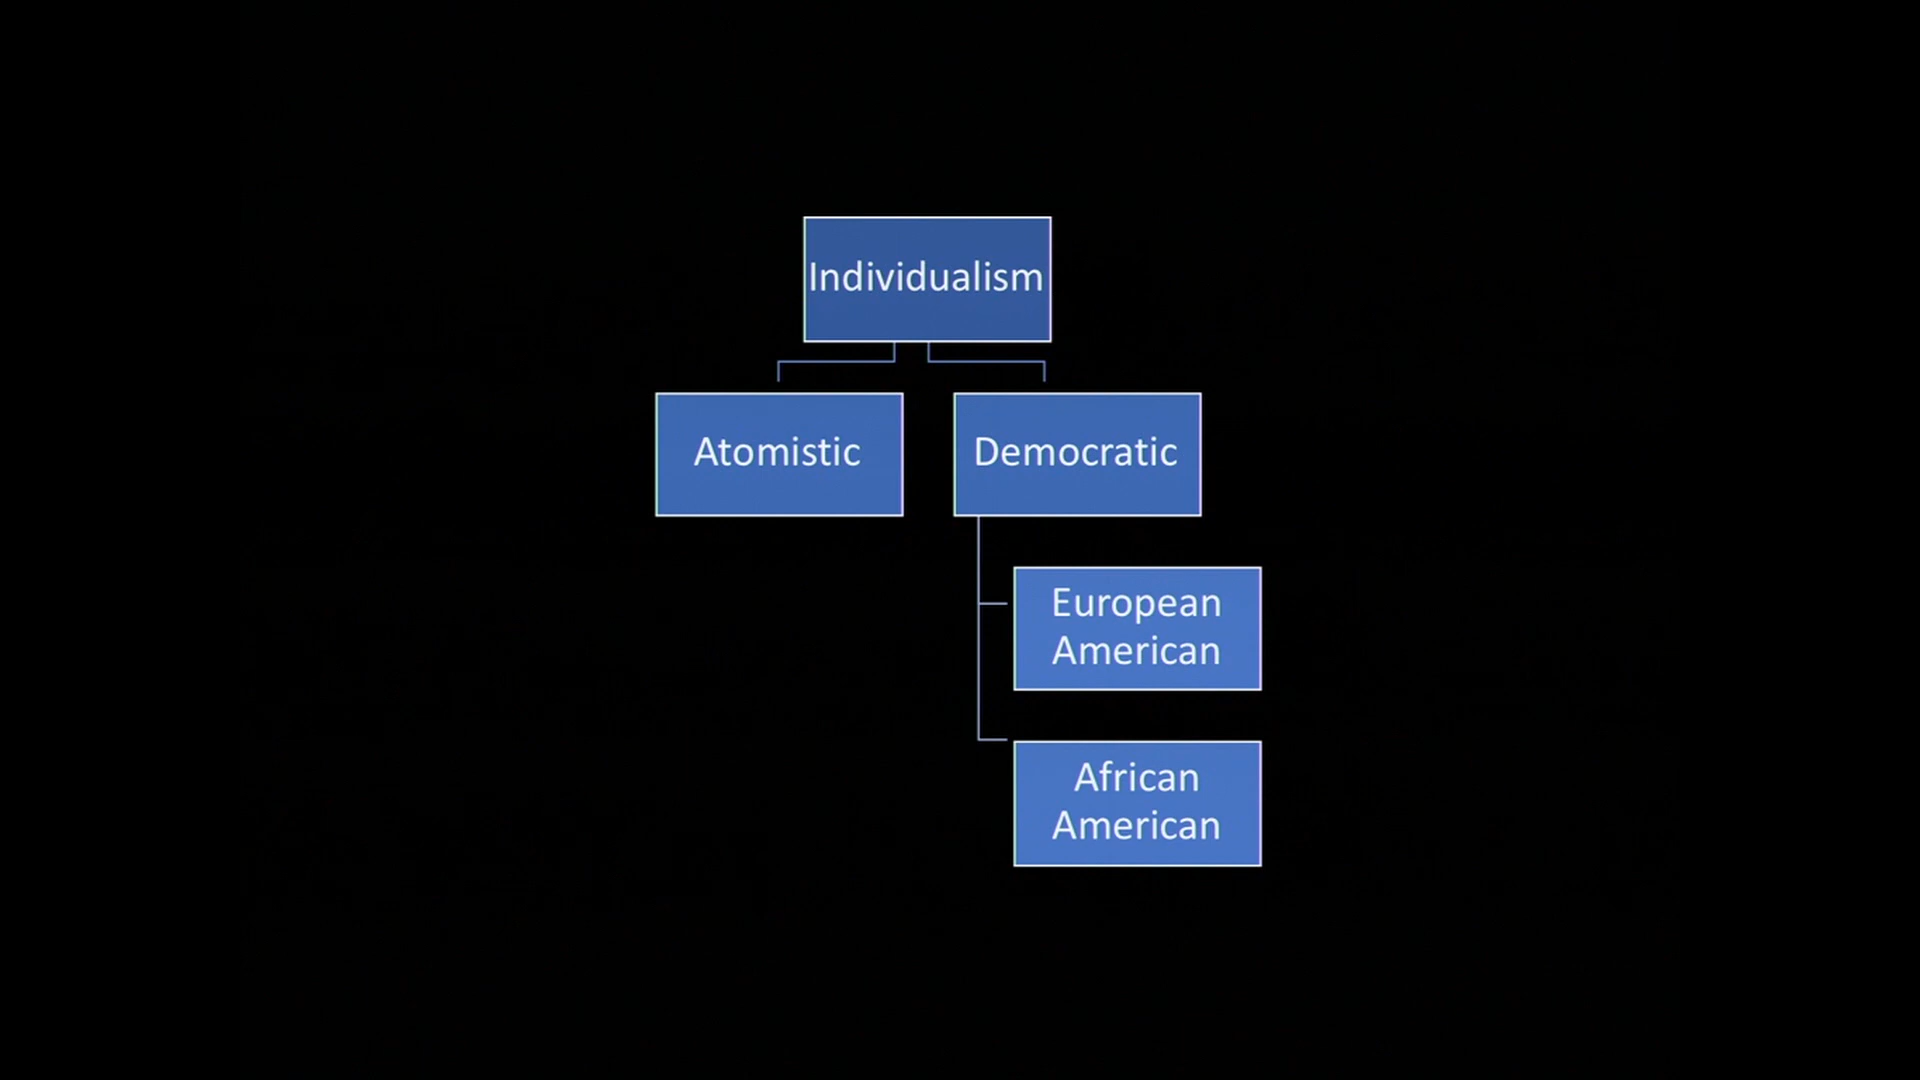 Individualism
Atomistic
Democratic
European
American
African
American